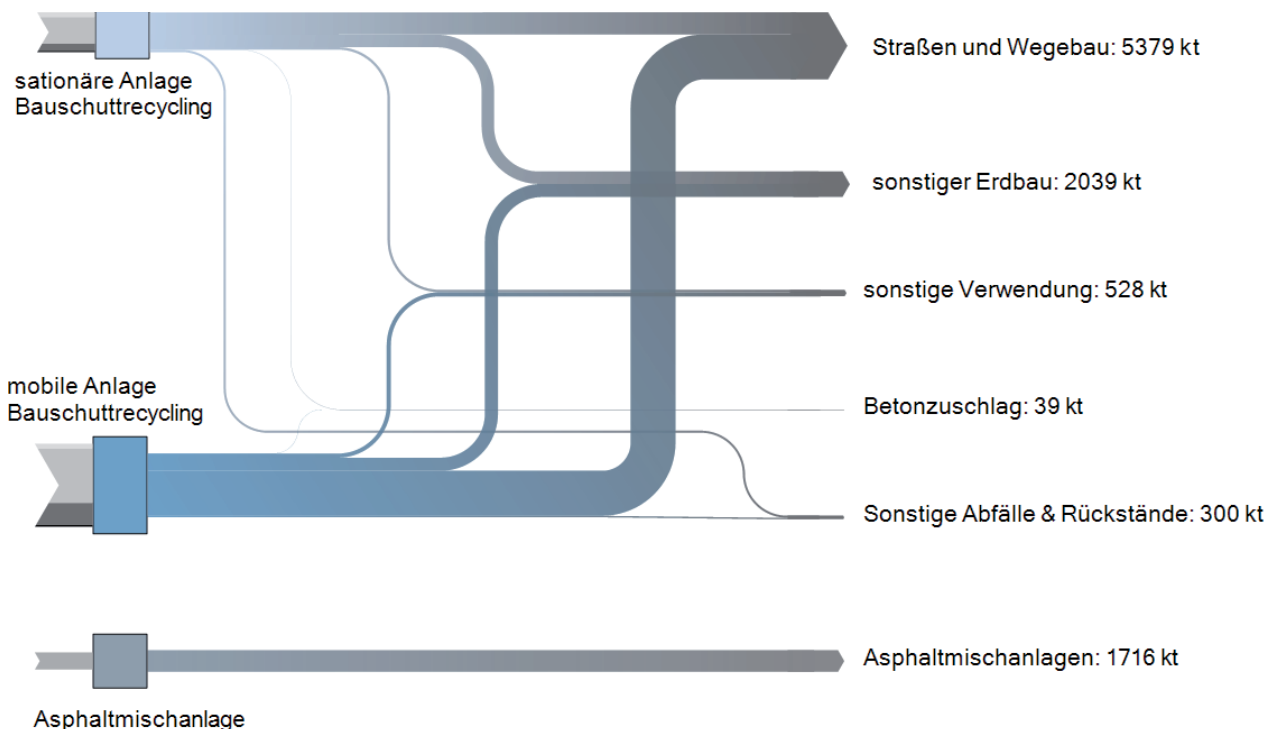 sationäre Anlage
Bauschuttrecycling
Straßen und Wegebau: 5379 kt
sonstiger Erdbau: 2039 kt
sonstige Verwendung: 528 kt
mobile Anlage
Bauschuttrecycling
Betonzuschlag: 39 kt
Sonstige Abfälle & Rückstände: 300 kt
Asphaltmischanlagen: 1716 kt
Asphaltmischanlage